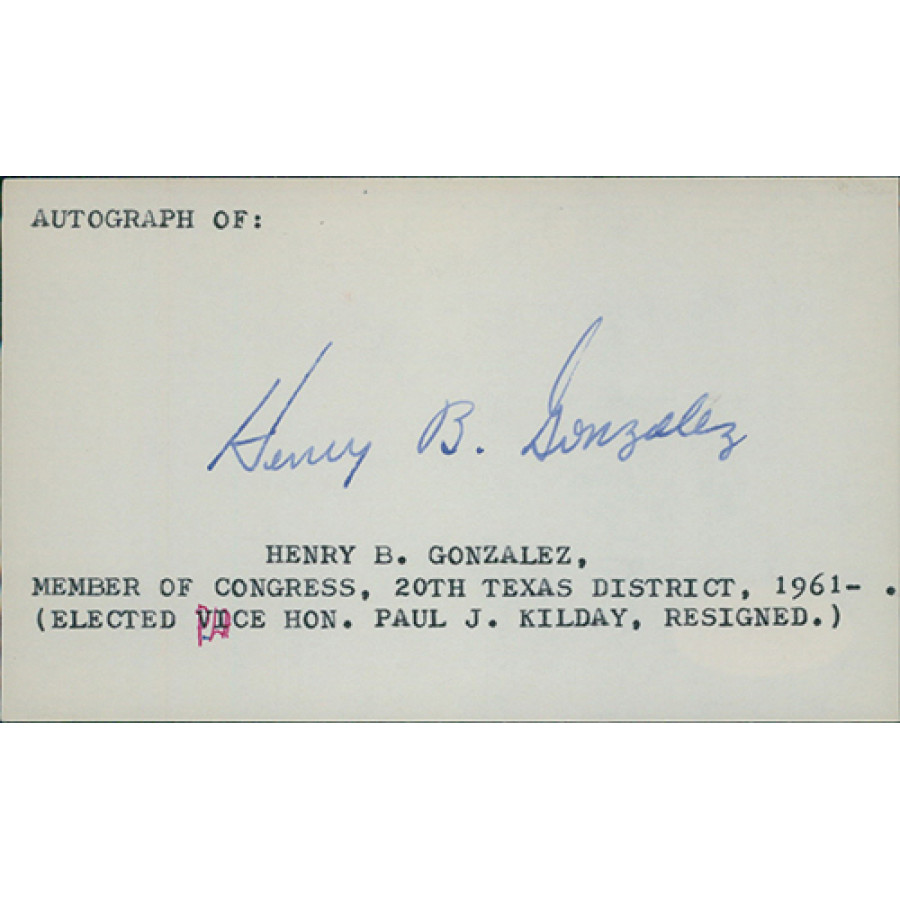 AUTOGRAPH OF:
Henry B. Gonzalez
HENRY B. GONZALEZ,
MEMBER OF CONGRESS, 20TH TEXAS DISTRICT, 1961- .
(ELECTED VICE HON. PAUL J. KILDAY, RESIGNED.)